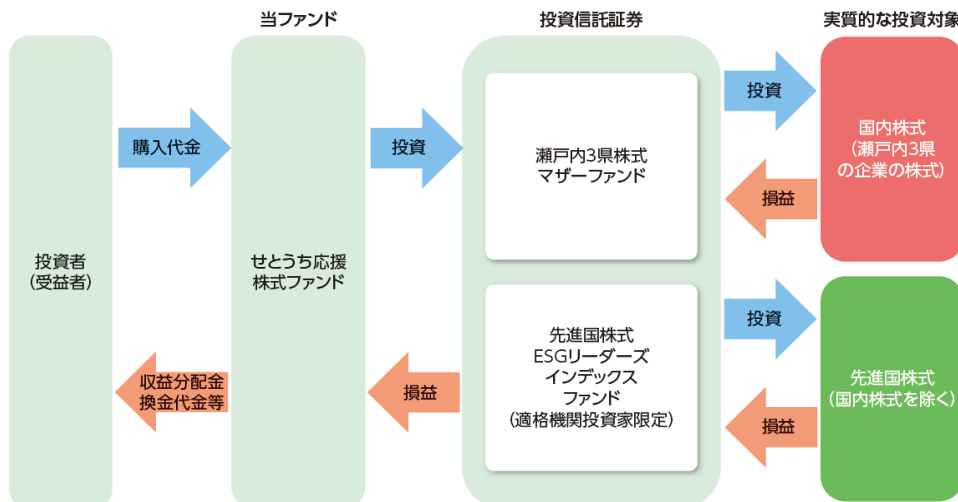 当ファンド
投資信託証券
実質的な投資対象
投資者
(受益者)
購入代金
収益分配金
換金代金等
せとうち応援
株式ファンド
投資
損益
瀬戸内3県株式
マザーファンド
先進国株式
ESGリーダーズ
インデックス
ファンド
(適格機関投資家限定)
投資
損益
投資
損益
国内株式
(瀬戸内3県
の企業の株式)
先進国株式
(国内株式を除く)